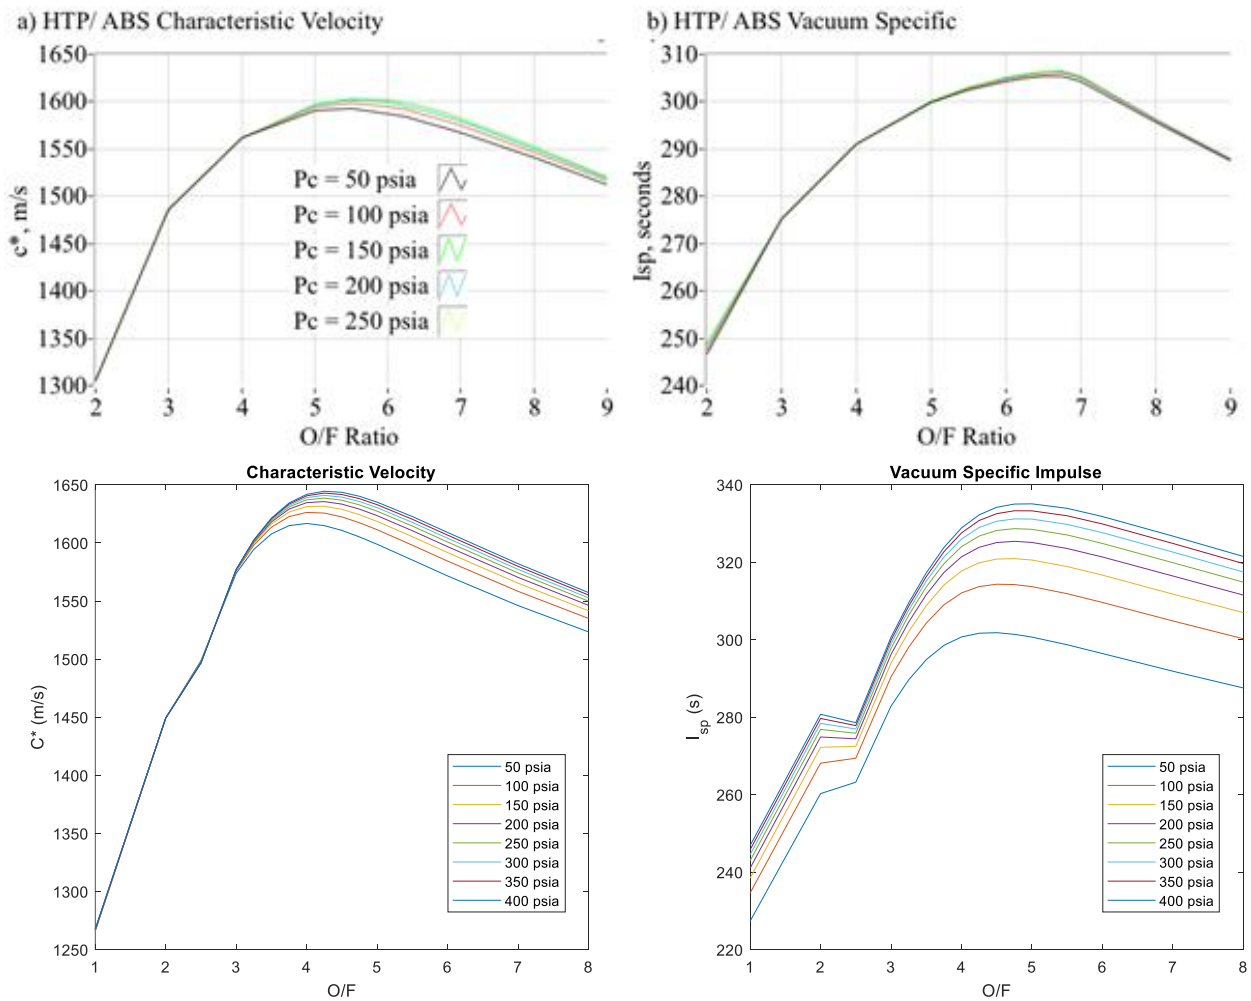 a) HTP/ ABS Characteristic Velocity
1650
1600
1550
1500
1450
1400
1350
1300
c*, m/s
Pc = 50 psia
Pc = 100 psia
Pc = 150 psia
Pc = 200 psia
Pc = 250 psia
2 3 4 5 6 7 8 9
O/F Ratio
b) HTP/ ABS Vacuum Specific
310
300
290
280
270
260
250
240
Isp, seconds
2 3 4 5 6 7 8 9
O/F Ratio
Characteristic Velocity
1650
1600
1550
1500
1450
1400
1350
1300
1250
C* (m/s)
50 psia
100 psia
150 psia
200 psia
250 psia
300 psia
350 psia
400 psia
1 2 3 4 5 6 7 8
O/F
Vacuum Specific Impulse
340
320
300
280
260
240
220
I_sp (s)
50 psia
100 psia
150 psia
200 psia
250 psia
300 psia
350 psia
400 psia
1 2 3 4 5 6 7 8
O/F